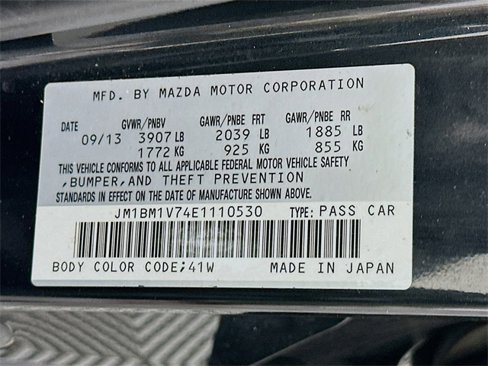 MFD. BY MAZDA MOTOR CORPORATION
DATE GVWR/PNBV GAWR/PNBE FRT GAWR/PNBE RR
09/13 3907 LB 2039 LB 1885 LB
1772 KG 925 KG 855 KG
THIS VEHICLE CONFORMS TO ALL APPLICABLE FEDERAL MOTOR VEHICLE SAFETY
,BUMPER,AND THEFT PREVENTION
STANDARDS IN EFFECT ON THE DATE OF MANUFACTURE SHOWN ABOVE.
JM1BM1V74E1110530 TYPE: PASS CAR
BODY COLOR CODE;41W MADE IN JAPAN